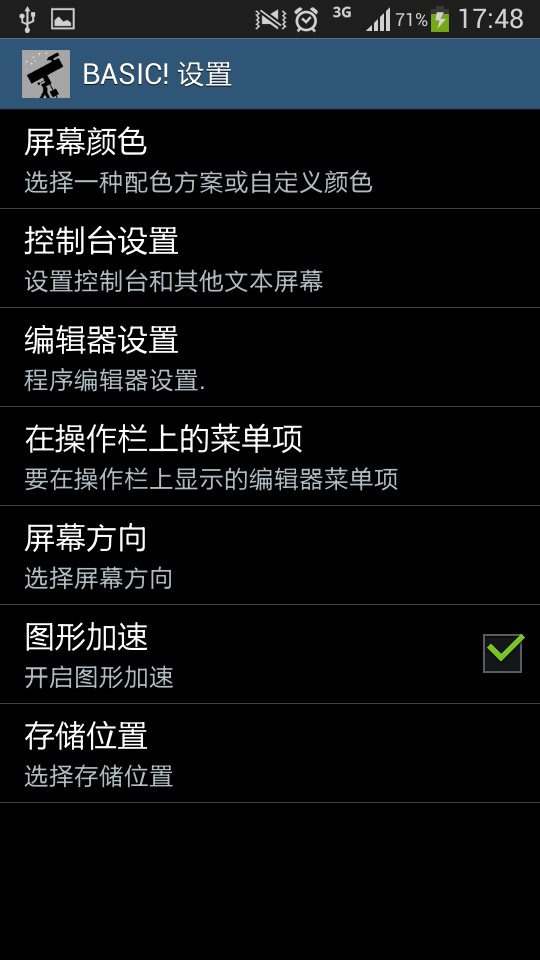 3G 71% 17:48
BASIC! 设置
屏幕颜色
选择一种配色方案或自定义颜色
控制台设置
设置控制台和其他文本屏幕
编辑器设置
程序编辑器设置.
在操作栏上的菜单项
要在操作栏上显示的编辑器菜单项
屏幕方向
选择屏幕方向
图形加速
开启图形加速
存储位置
选择存储位置